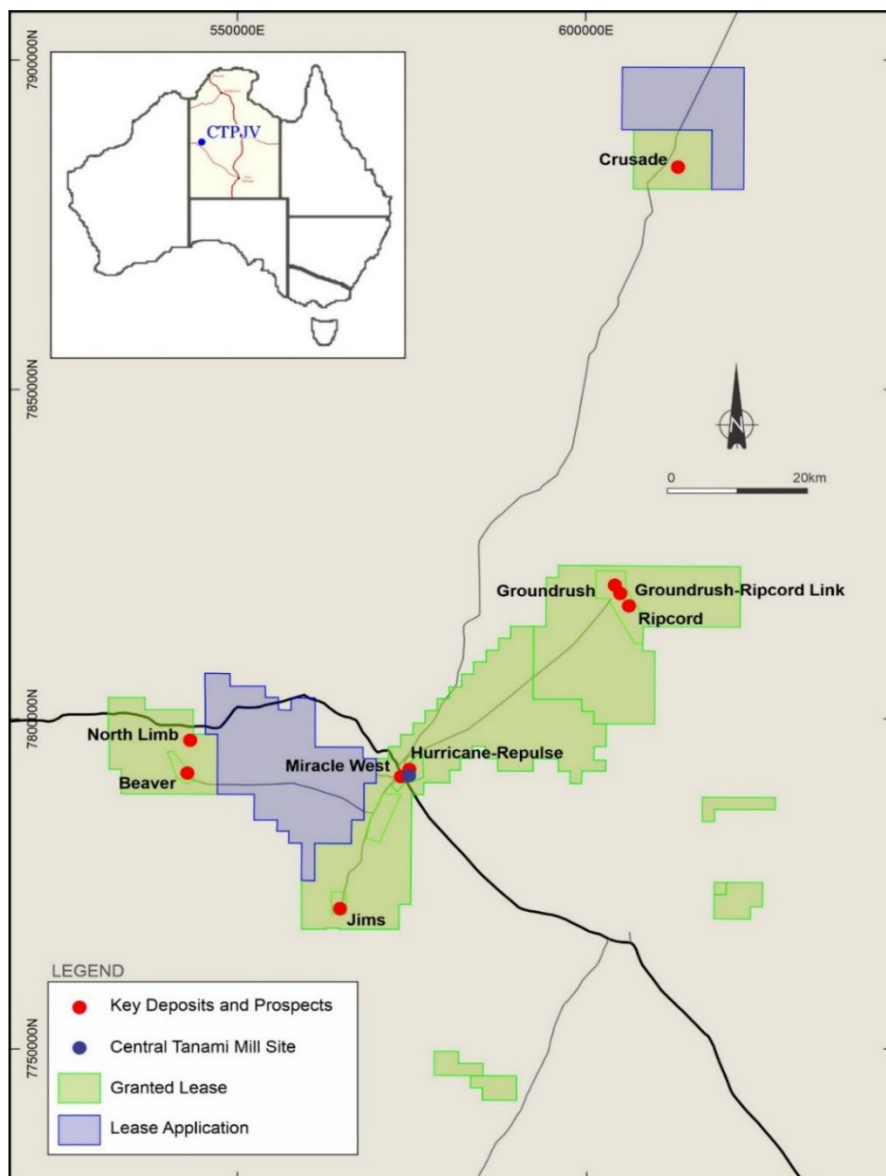 550000E
600000E
7900000N
CTPJV
Crusade
7850000N
N
0 20km
Groundrush
Groundrush-Ripcord Link
Ripcord
7800000N
North Limb
Hurricane-Repulse
Miracle West
Beaver
Jims
LEGEND
Key Deposits and Prospects
Central Tanami Mill Site
Granted Lease
Lease Application
7750000N